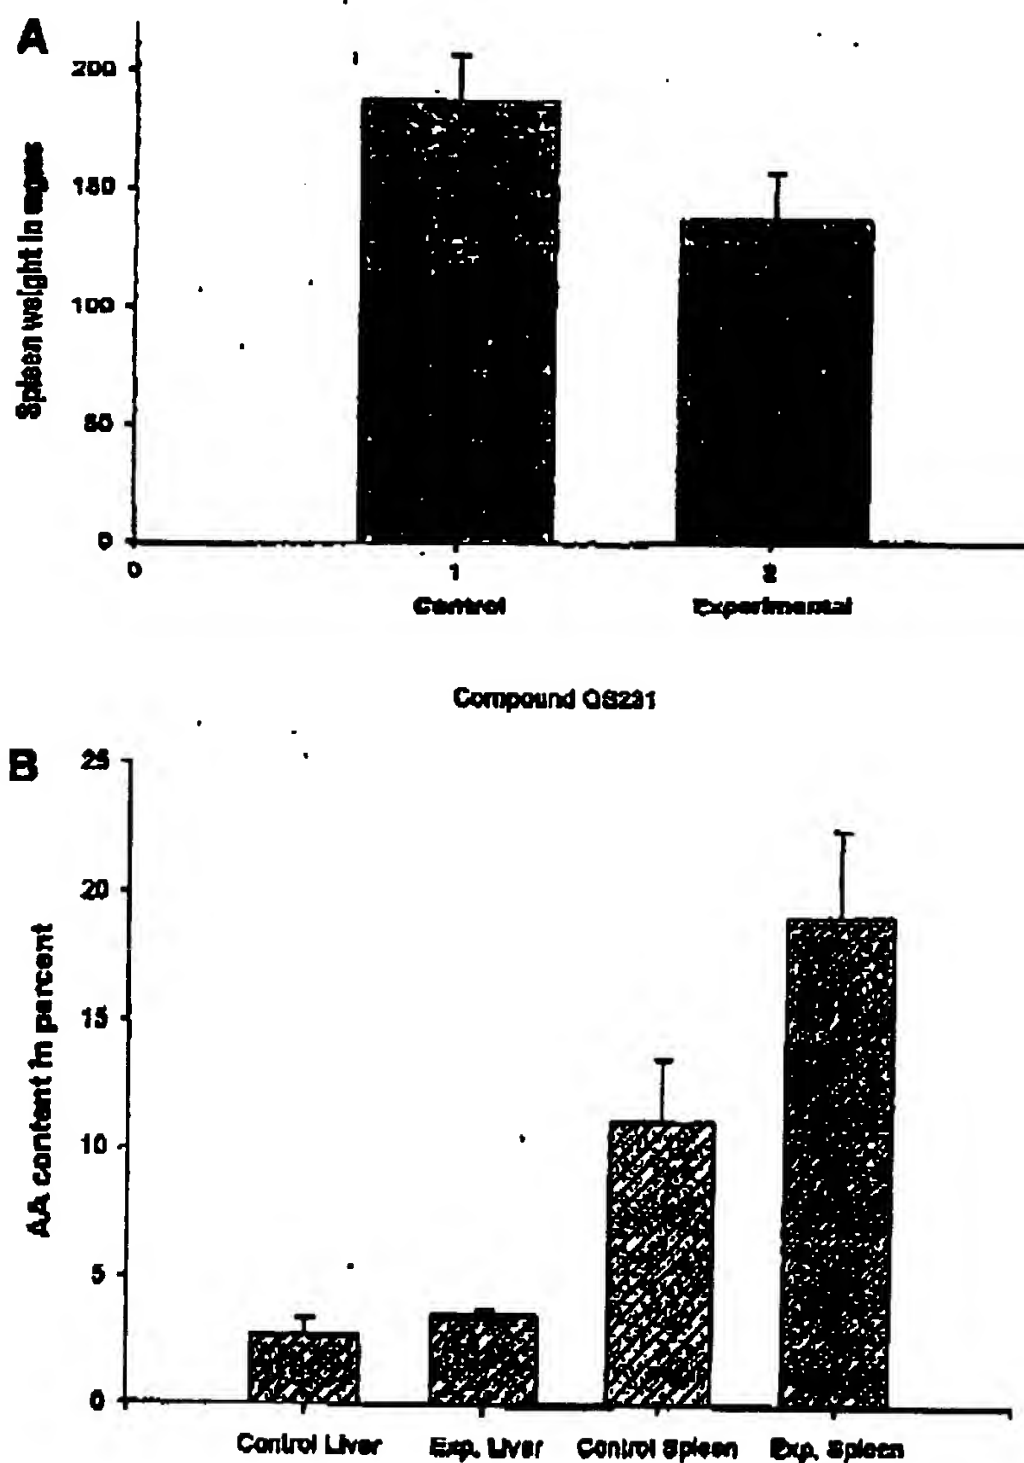 A
Spleen weight in mgms
200
150
100
50
0
0
1
2
Control
Experimental
Compound GS231
B
AA content in percent
25
20
15
10
5
0
Control Liver
Exp. Liver
Control Spleen
Exp. Spleen